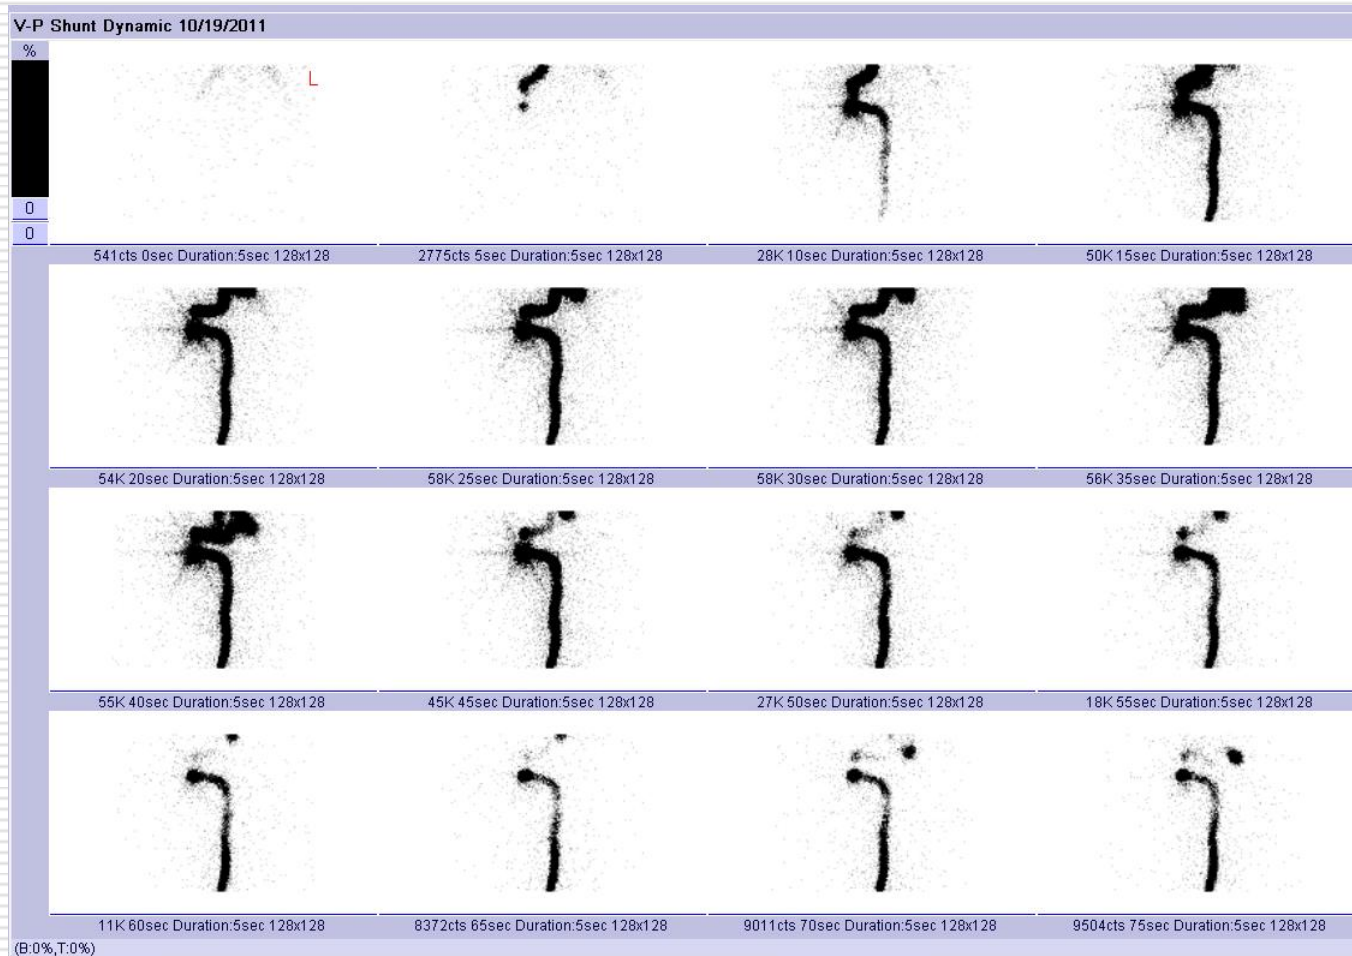 V-P Shunt Dynamic 10/19/2011
%
L
0
0
541cts 0sec Duration:5sec 128x128
2775cts 5sec Duration:5sec 128x128
28K 10sec Duration:5sec 128x128
50K 15sec Duration:5sec 128x128
54K 20sec Duration:5sec 128x128
58K 25sec Duration:5sec 128x128
58K 30sec Duration:5sec 128x128
56K 35sec Duration:5sec 128x128
55K 40sec Duration:5sec 128x128
45K 45sec Duration:5sec 128x128
27K 50sec Duration:5sec 128x128
18K 55sec Duration:5sec 128x128
11K 60sec Duration:5sec 128x128
8372cts 65sec Duration:5sec 128x128
9011cts 70sec Duration:5sec 128x128
9504cts 75sec Duration:5sec 128x128
(B:0%,T:0%)